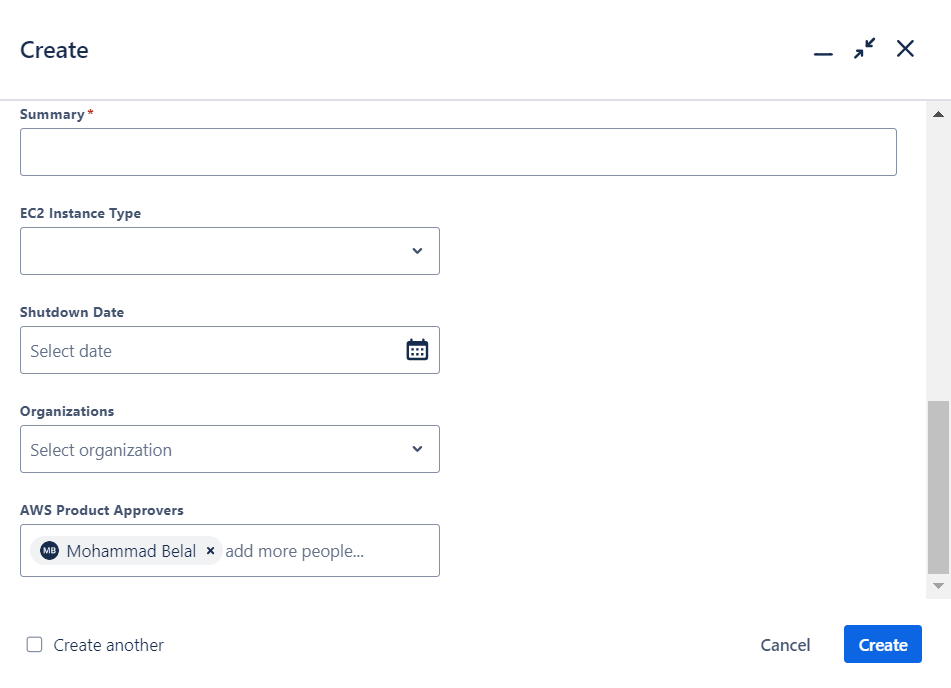 Create
Summary*
EC2 Instance Type
Shutdown Date
Select date
Organizations
Select organization
AWS Product Approvers
MB Mohammad Belal × add more people...
Create another
Cancel
Create